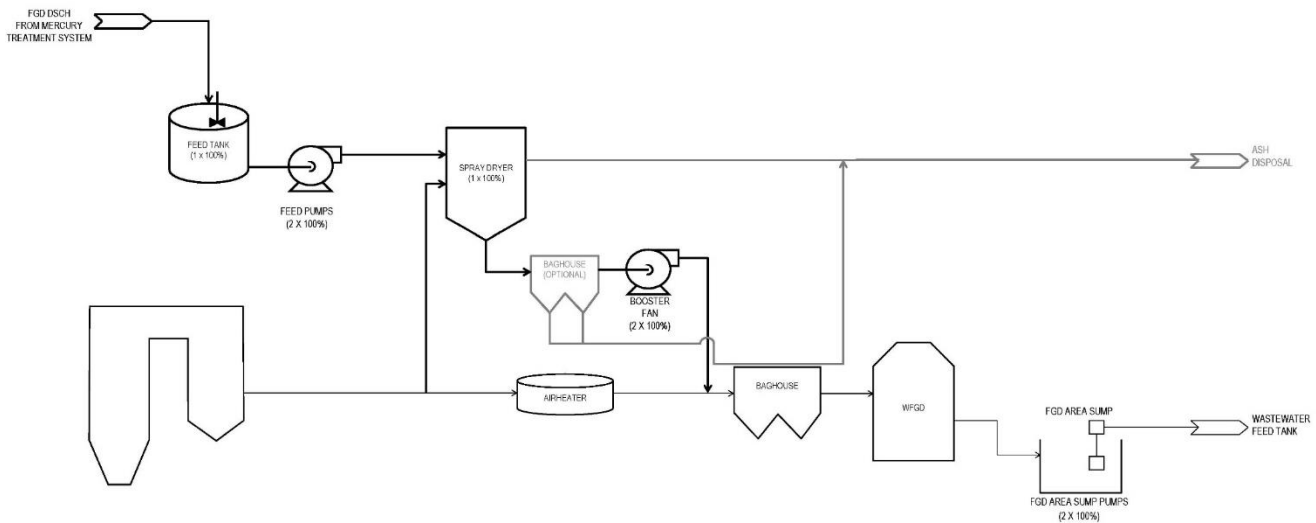 FGD DSCH
FROM MERCURY
TREATMENT SYSTEM
FEED TANK
(1 x 100%)
FEED PUMPS
(2 X 100%)
SPRAY DRYER
(1 x 100%)
ASH
DISPOSAL
BAGHOUSE
(OPTIONAL)
BOOSTER
FAN
(2 X 100%)
AIRHEATER
BAGHOUSE
WFGD
FGD AREA SUMP
WASTEWATER
FEED TANK
FGD AREA SUMP PUMPS
(2 X 100%)